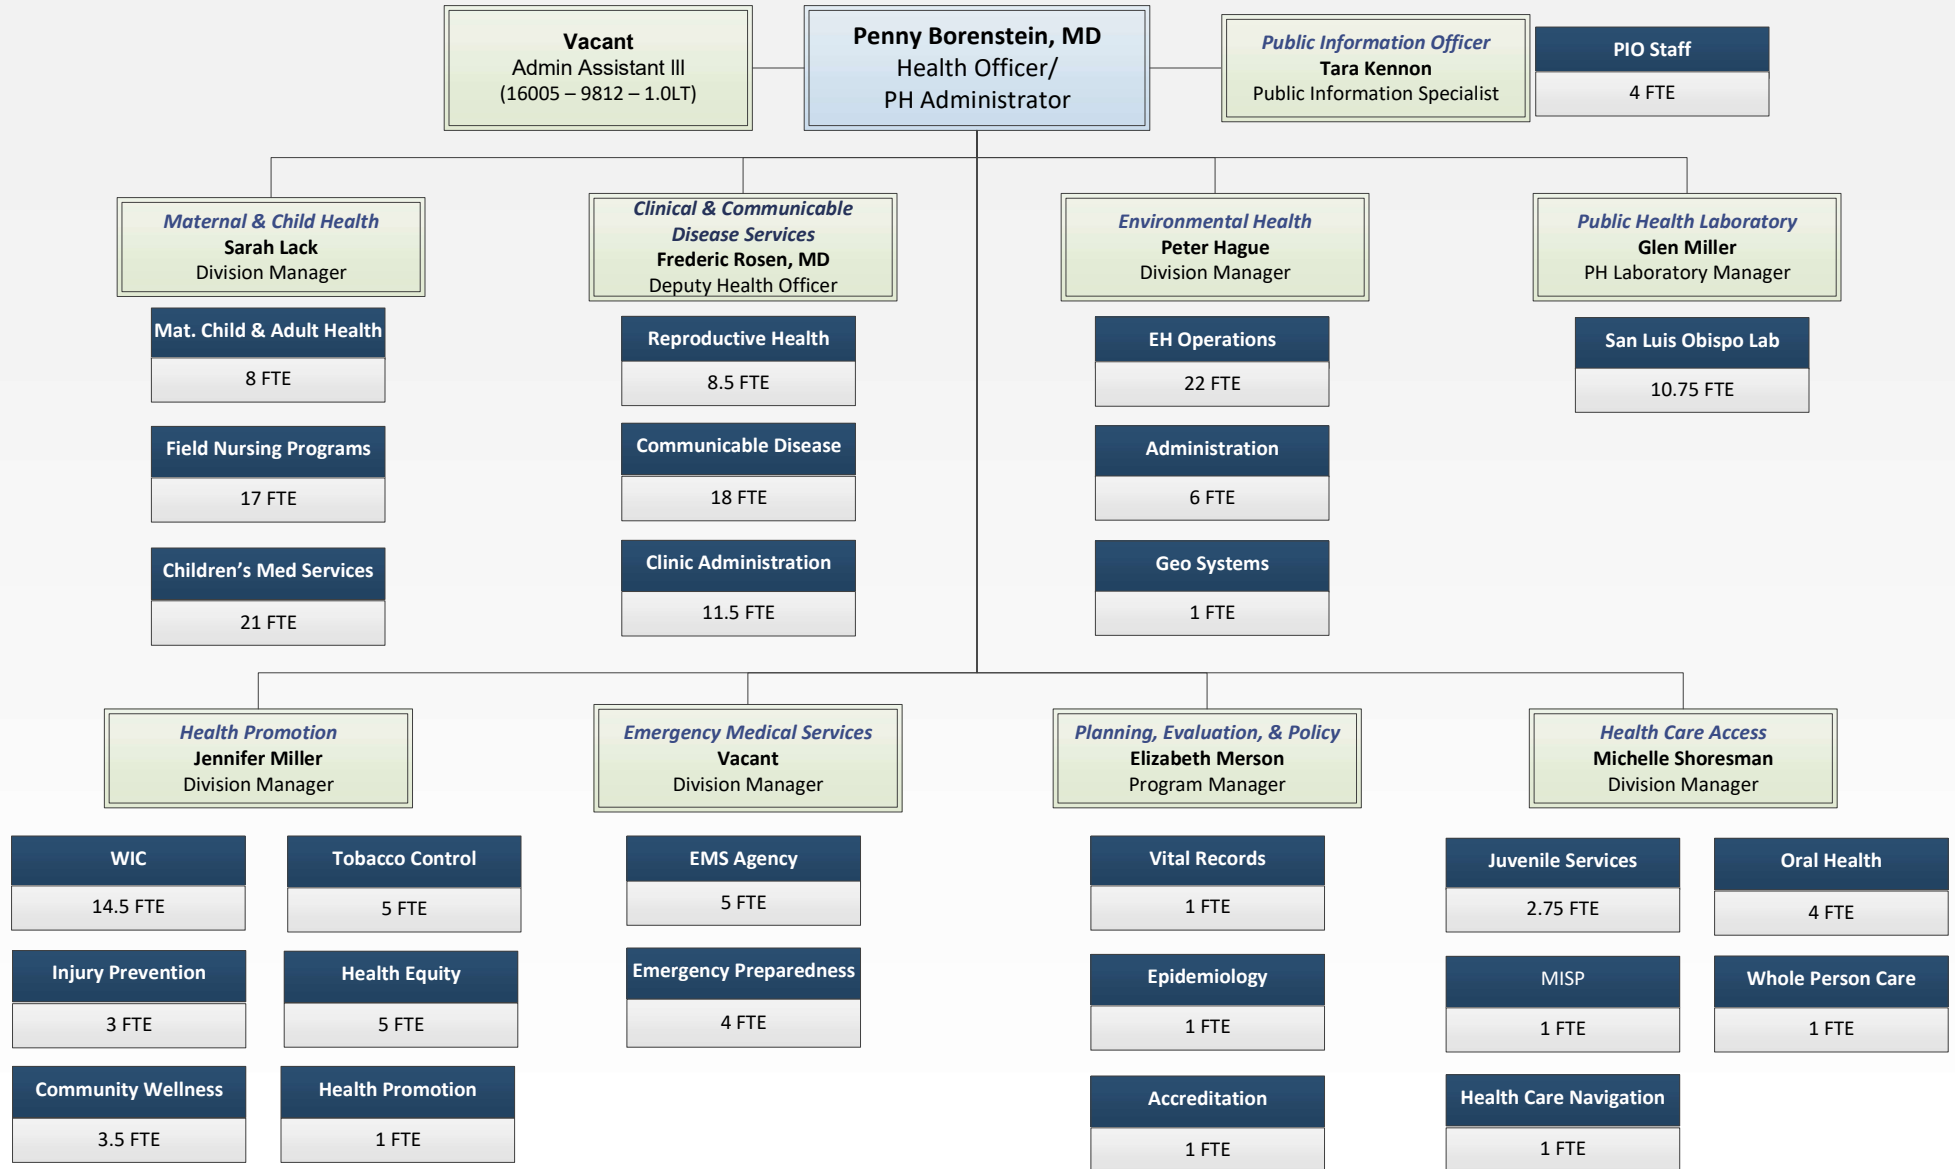 Vacant
Admin Assistant III
(16005 – 9812 – 1.0LT)
Penny Borenstein, MD
Health Officer/
PH Administrator
Public Information Officer
Tara Kennon
Public Information Specialist
PIO Staff
4 FTE
Maternal & Child Health
Sarah Lack
Division Manager
Clinical & Communicable
Disease Services
Frederic Rosen, MD
Deputy Health Officer
Environmental Health
Peter Hague
Division Manager
Public Health Laboratory
Glen Miller
PH Laboratory Manager
Mat. Child & Adult Health
8 FTE
Field Nursing Programs
17 FTE
Children’s Med Services
21 FTE
Reproductive Health
8.5 FTE
Communicable Disease
18 FTE
Clinic Administration
11.5 FTE
EH Operations
22 FTE
Administration
6 FTE
Geo Systems
1 FTE
San Luis Obispo Lab
10.75 FTE
Health Promotion
Jennifer Miller
Division Manager
Emergency Medical Services
Vacant
Division Manager
Planning, Evaluation, & Policy
Elizabeth Merson
Program Manager
Health Care Access
Michelle Shoresman
Division Manager
WIC
14.5 FTE
Tobacco Control
5 FTE
Injury Prevention
3 FTE
Health Equity
5 FTE
Community Wellness
3.5 FTE
Health Promotion
1 FTE
EMS Agency
5 FTE
Emergency Preparedness
4 FTE
Vital Records
1 FTE
Epidemiology
1 FTE
Accreditation
1 FTE
Juvenile Services
2.75 FTE
Oral Health
4 FTE
MISP
1 FTE
Whole Person Care
1 FTE
Health Care Navigation
1 FTE